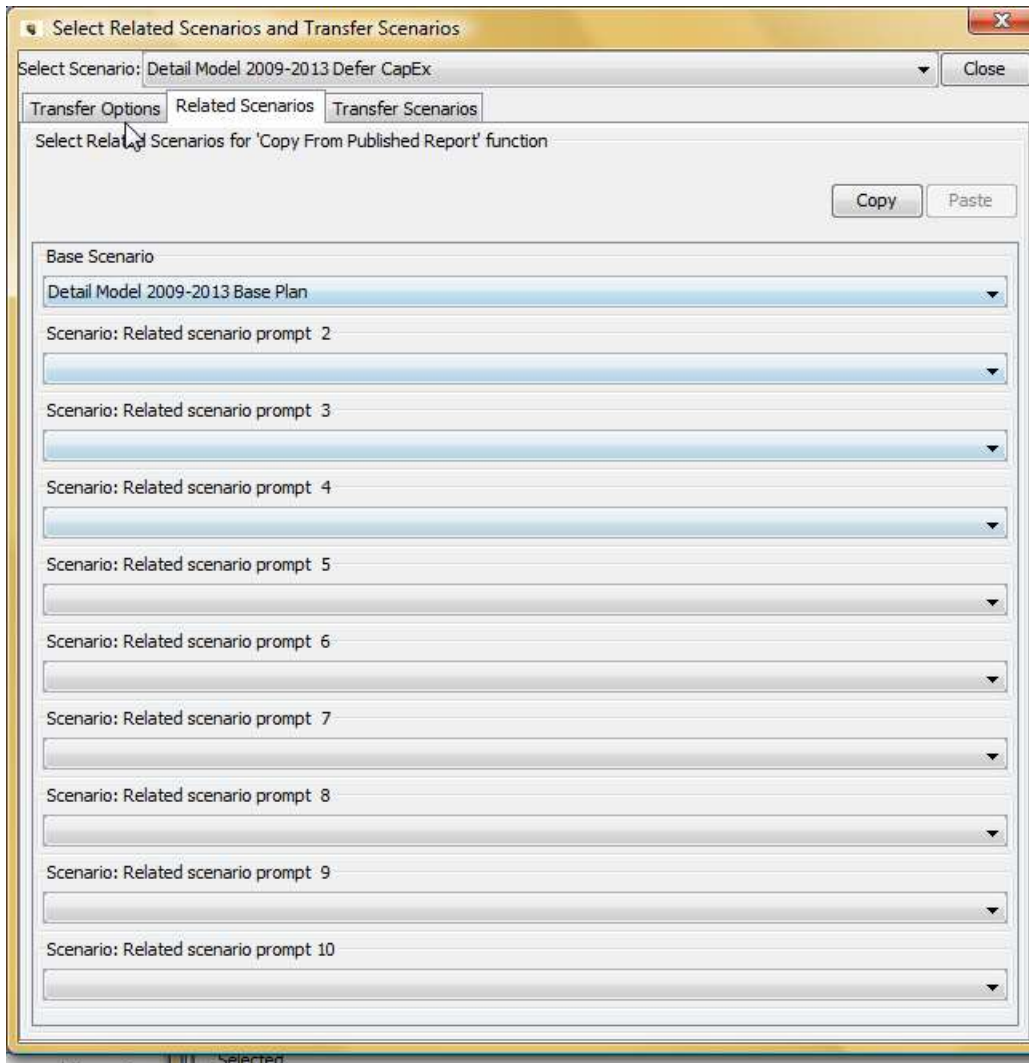 Select Related Scenarios and Transfer Scenarios
Select Scenario: Detail Model 2009-2013 Defer CapEx Close
Transfer Options Related Scenarios Transfer Scenarios
Select Related Scenarios for 'Copy From Published Report' function
Copy Paste
Base Scenario
Detail Model 2009-2013 Base Plan
Scenario: Related scenario prompt 2
Scenario: Related scenario prompt 3
Scenario: Related scenario prompt 4
Scenario: Related scenario prompt 5
Scenario: Related scenario prompt 6
Scenario: Related scenario prompt 7
Scenario: Related scenario prompt 8
Scenario: Related scenario prompt 9
Scenario: Related scenario prompt 10
Selected